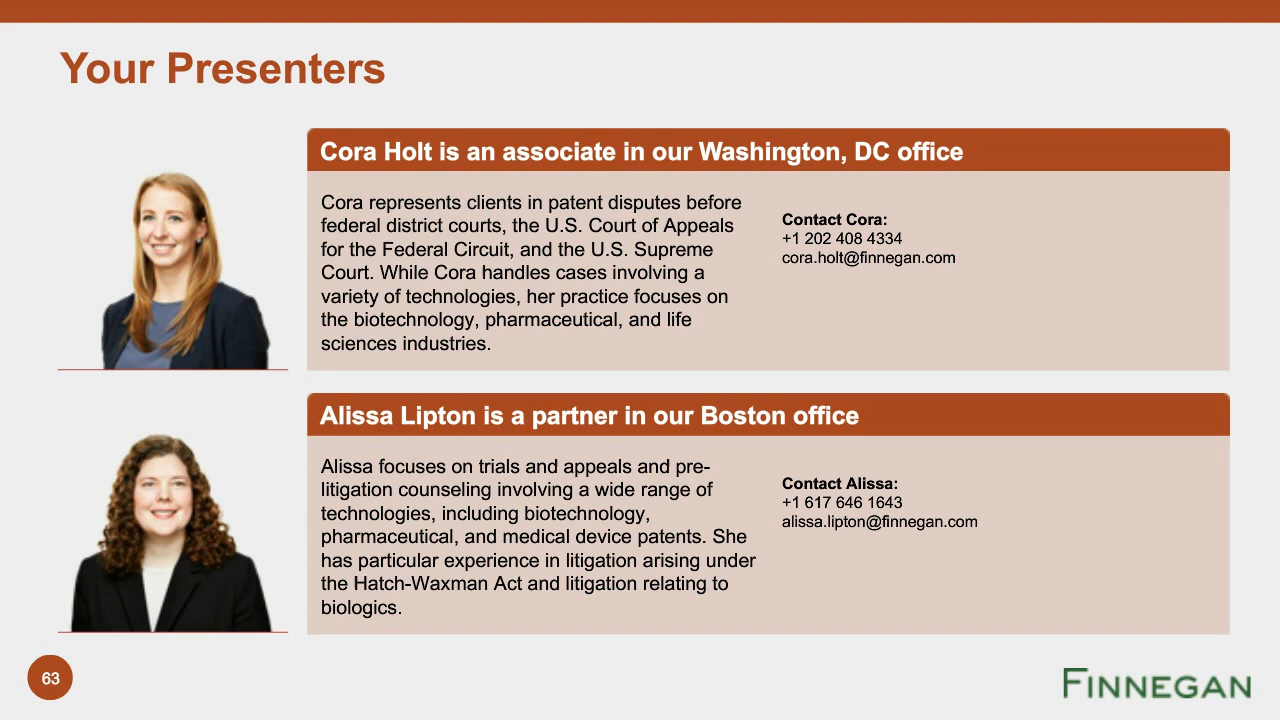 Your Presenters
Cora Holt is an associate in our Washington, DC office
Cora represents clients in patent disputes before
federal district courts, the U.S. Court of Appeals
for the Federal Circuit, and the U.S. Supreme
Court. While Cora handles cases involving a
variety of technologies, her practice focuses on
the biotechnology, pharmaceutical, and life
sciences industries.
Contact Cora:
+1 202 408 4334
cora.holt@finnegan.com
Alissa Lipton is a partner in our Boston office
Alissa focuses on trials and appeals and pre-
litigation counseling involving a wide range of
technologies, including biotechnology,
pharmaceutical, and medical device patents. She
has particular experience in litigation arising under
the Hatch-Waxman Act and litigation relating to
biologics.
Contact Alissa:
+1 617 646 1643
alissa.lipton@finnegan.com
63
FINNEGAN